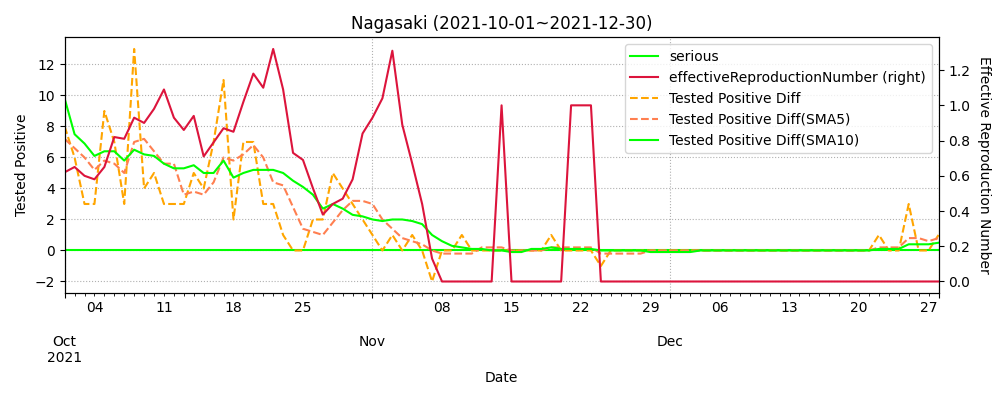 Nagasaki (2021-10-01~2021-12-30)
Tested Positive
12
10
8
6
4
2
0
−2
serious
effectiveReproductionNumber (right)
Tested Positive Diff
Tested Positive Diff(SMA5)
Tested Positive Diff(SMA10)
1.2
1.0
0.8
0.6
0.4
0.2
0.0
Effective Reproduction Number
04 11 18 25 08 15 22 29 06 13 20 27
Oct Nov Dec
2021
Date